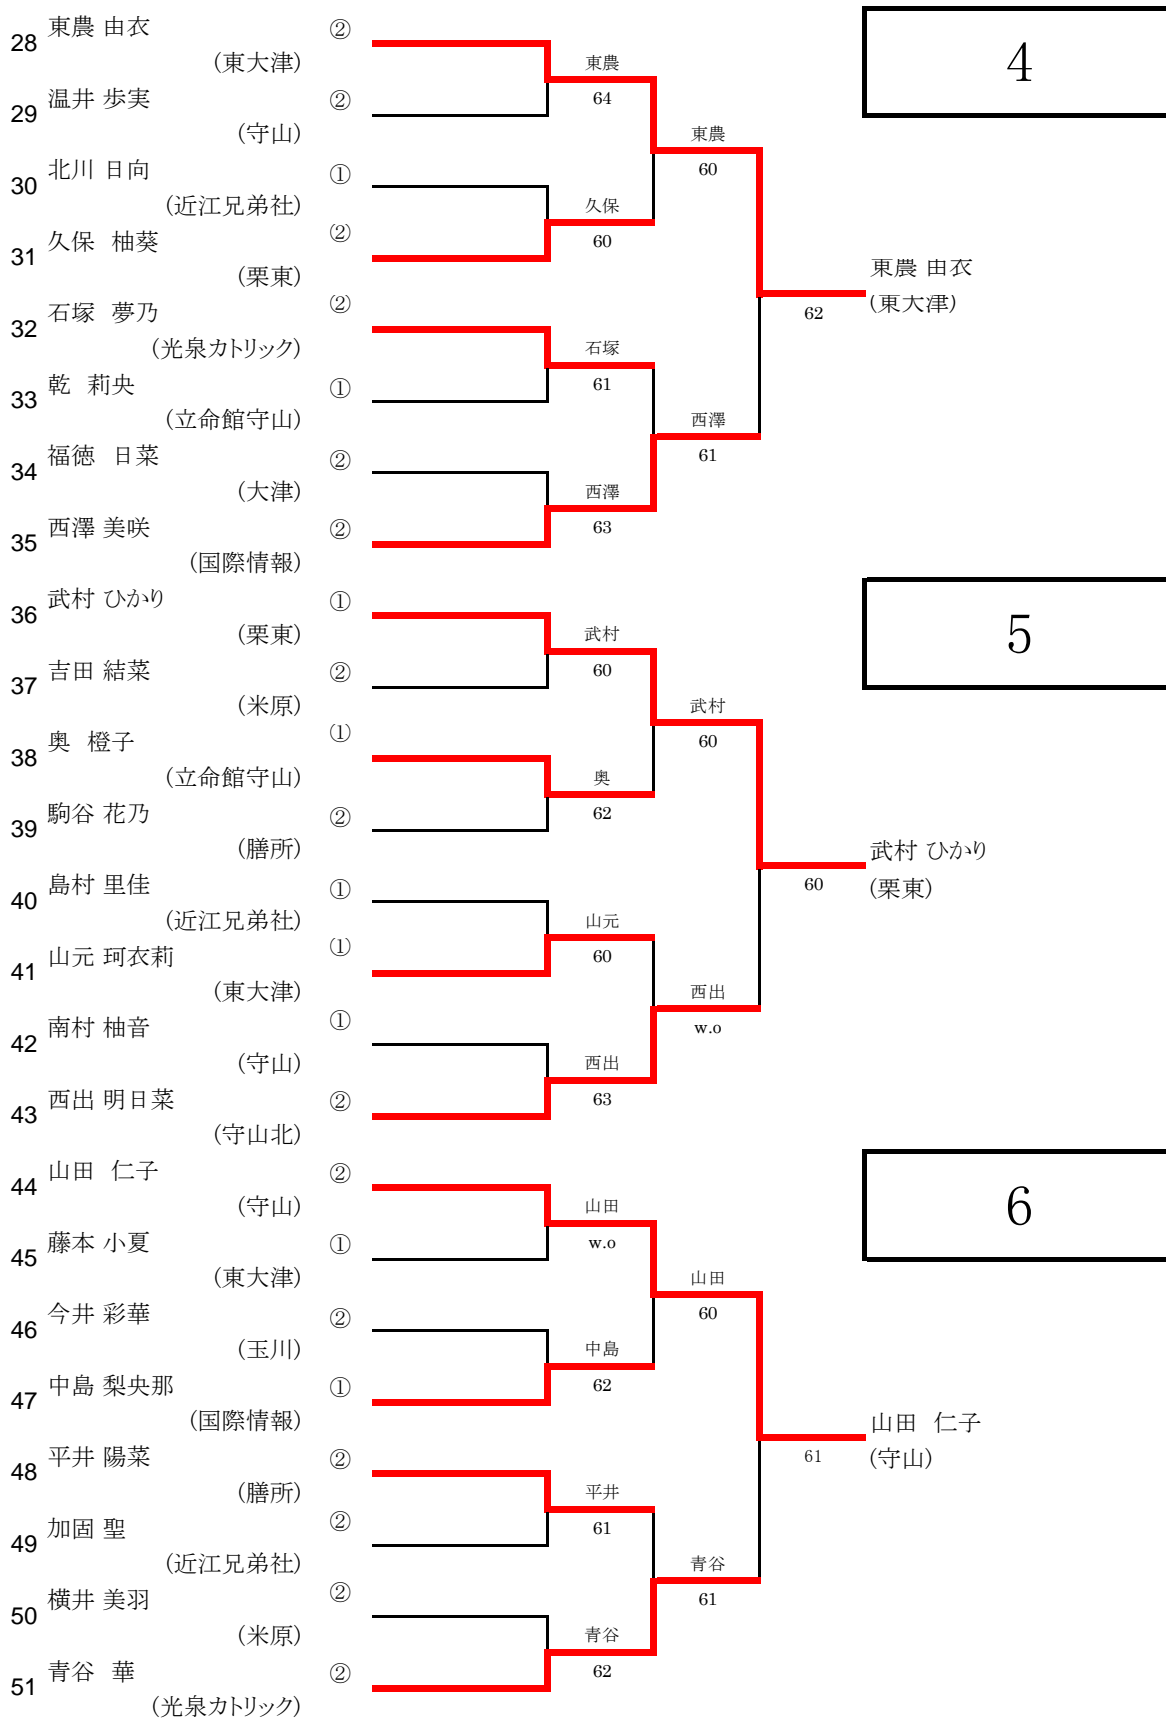 28 東農 由衣 ②
(東大津)
29 温井 歩実 ②
(守山)
30 北川 日向 ①
(近江兄弟社)
31 久保 柚葵 ②
(栗東)
32 石塚 夢乃 ②
(光泉カトリック)
33 乾 莉央 ①
(立命館守山)
34 福徳 日菜 ②
(大津)
35 西澤 美咲 ②
(国際情報)
東農
64
久保
60
石塚
61
西澤
63
東農
60
西澤
61
62
東農 由衣
(東大津)
4
36 武村 ひかり ①
(栗東)
37 吉田 結菜 ②
(米原)
38 奥 橙子 ①
(立命館守山)
39 駒谷 花乃 ②
(膳所)
40 島村 里佳 ①
(近江兄弟社)
41 山元 珂衣莉 ①
(東大津)
42 南村 柚音 ①
(守山)
43 西出 明日菜 ②
(守山北)
武村
60
奥
62
山元
60
西出
63
武村
60
西出
w.o
60
武村 ひかり
(栗東)
5
44 山田 仁子 ②
(守山)
45 藤本 小夏 ①
(東大津)
46 今井 彩華 ②
(玉川)
47 中島 梨央那 ①
(国際情報)
48 平井 陽菜 ②
(膳所)
49 加固 聖 ②
(近江兄弟社)
50 横井 美羽 ②
(米原)
51 青谷 華 ②
(光泉カトリック)
山田
w.o
中島
62
平井
61
青谷
62
山田
60
青谷
61
61
山田 仁子
(守山)
6